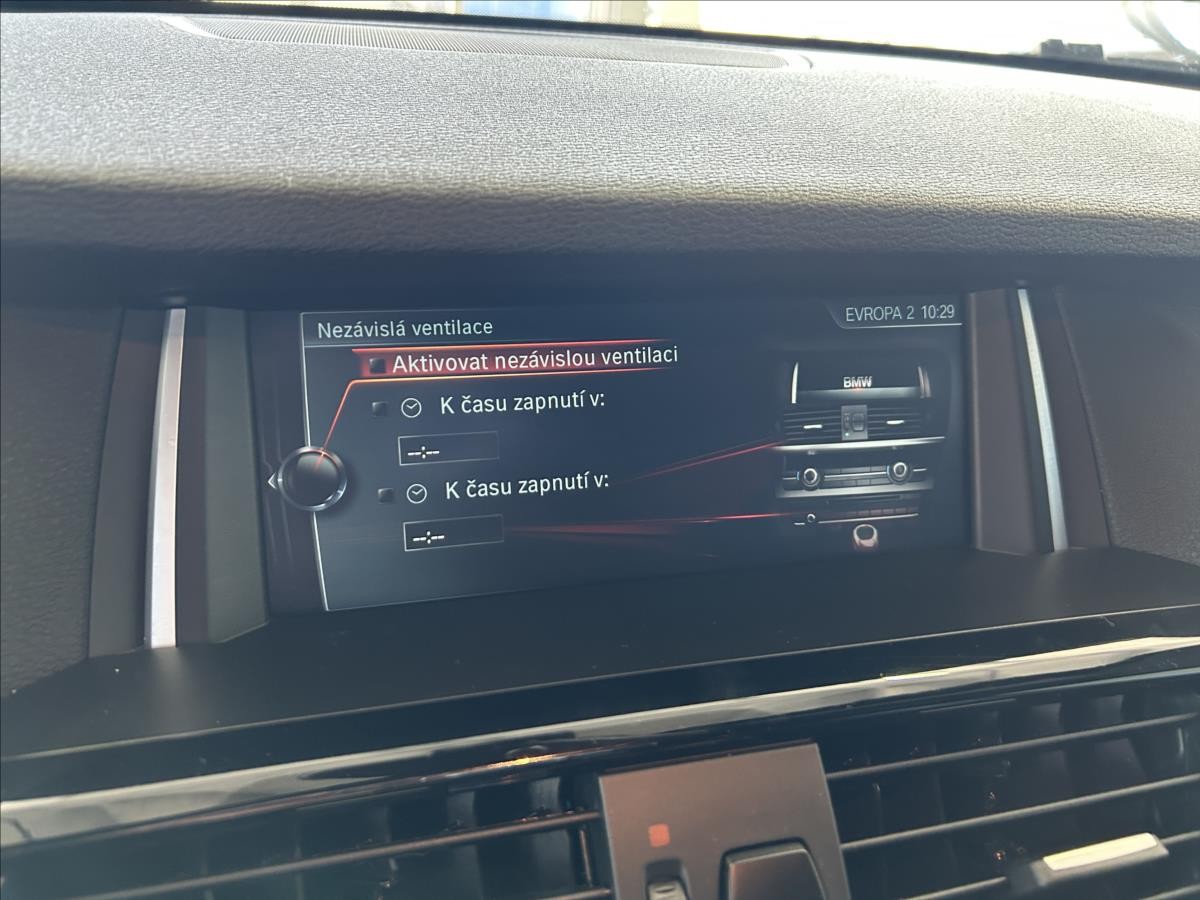 Nezávislá ventilace
EVROPA 2 10:29
Aktivovat nezávislou ventilaci
K času zapnutí v:
--:--
K času zapnutí v:
--:--
BMW